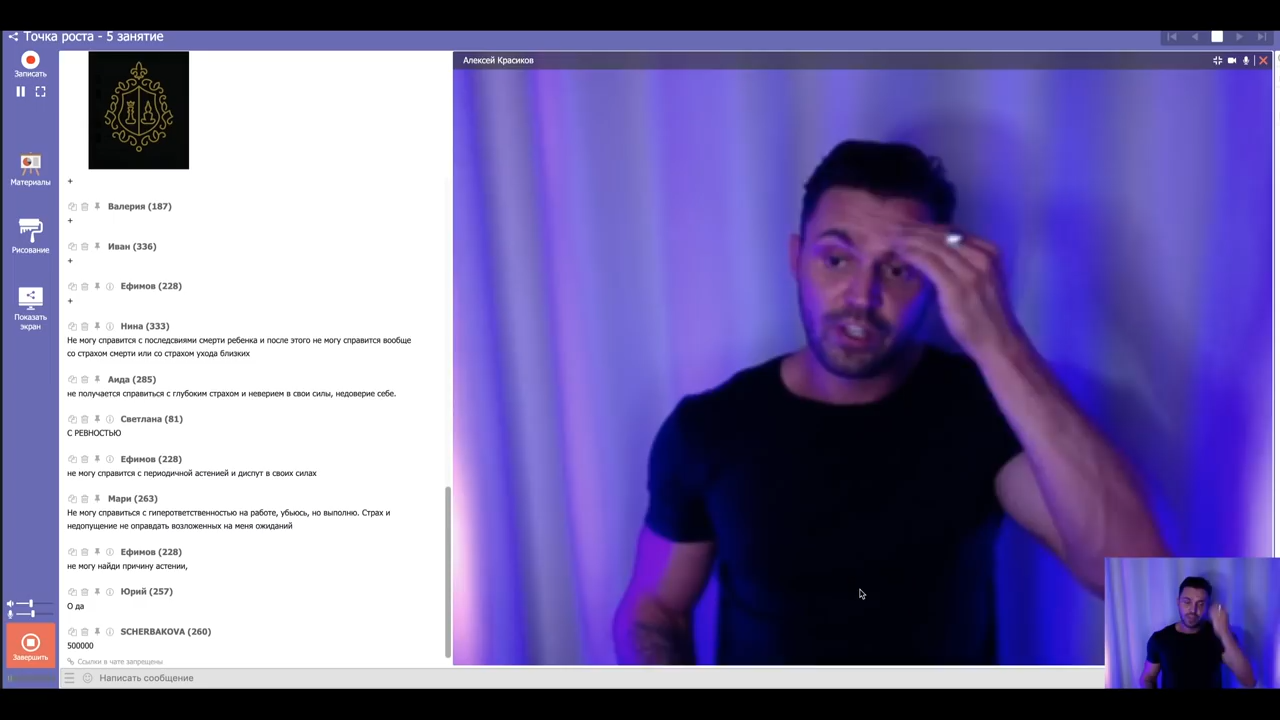 Точка роста - 5 занятие
Записать
Материалы
Рисование
Показать
экран
Завершить
+
Валерия (187)
+
Иван (336)
+
Ефимов (228)
+
Нина (333)
Не могу справится с последсвиями смерти ребенка и после этого не могу справится вообще
со страхом смерти или со страхом ухода близких
Аида (285)
не получается справиться с глубоким страхом и неверием в свои силы, недоверие себе.
Светлана (81)
С РЕВНОСТЬЮ
Ефимов (228)
не могу справится с периодичной астенией и диспут в своих силах
Мари (263)
Не могу справиться с гиперответственностью на работе, убьюсь, но выполню. Страх и
недопущение не оправдать возложенных на меня ожиданий
Ефимов (228)
не могу найди причину астении,
Юрий (257)
О да
SCHERBAKOVA (260)
500000
Ссылки в чате запрещены
Написать сообщение
Алексей Красиков